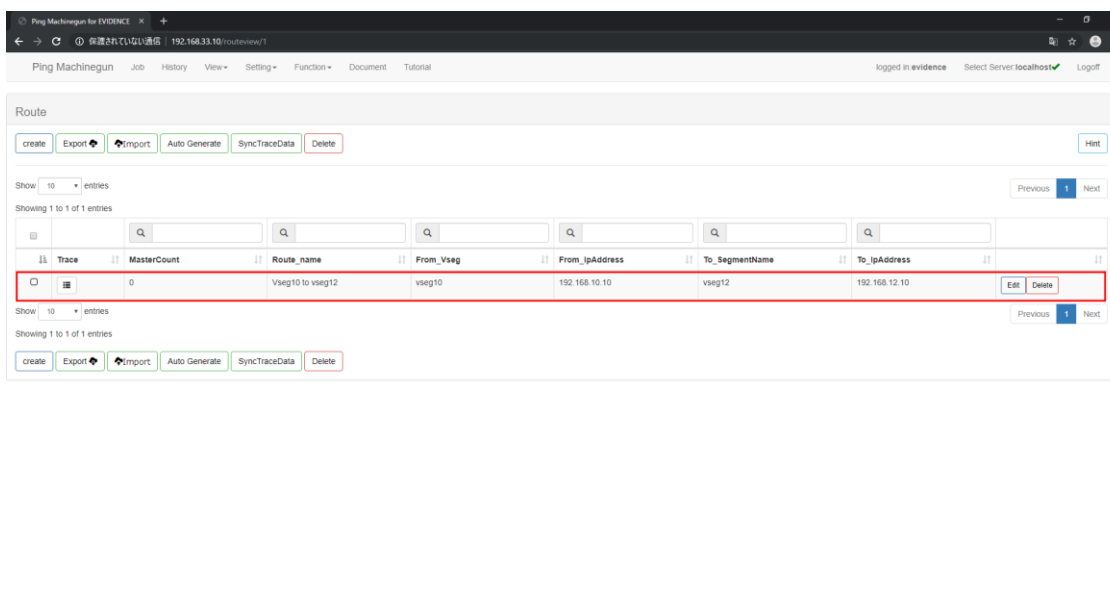 Ping Machinegun for EVIDENCE
保護されていない通信 | 192.168.33.10/routeview/1
Ping Machinegun Job History View Setting Function Document Tutorial logged in:evidence Select Server:localhost Logoff
Route
create Export Import Auto Generate SyncTraceData Delete Hint
Show 10 entries Previous 1 Next
Showing 1 to 1 of 1 entries
Trace MasterCount Route_name From_Vseg From_IpAddress To_SegmentName To_IpAddress
0 Vseg10 to vseg12 vseg10 192.168.10.10 vseg12 192.168.12.10 Edit Delete
Show 10 entries Previous 1 Next
Showing 1 to 1 of 1 entries
create Export Import Auto Generate SyncTraceData Delete